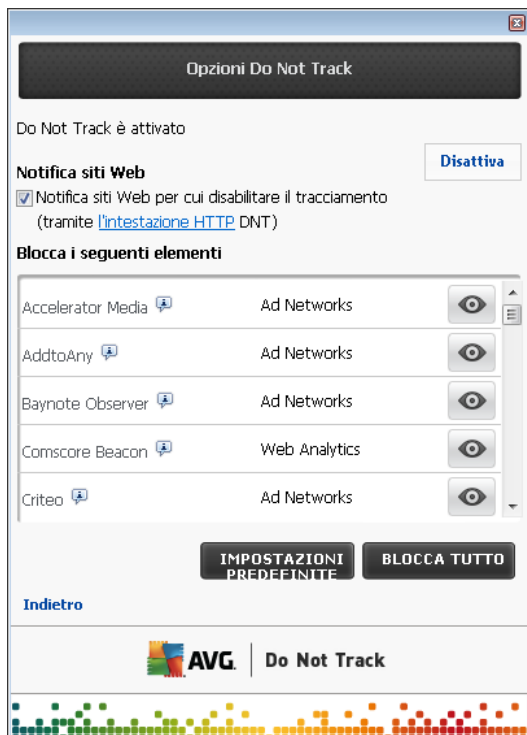 Opzioni Do Not Track
Do Not Track è attivato
Disattiva
Notifica siti Web
Notifica siti Web per cui disabilitare il tracciamento
(tramite l'intestazione HTTP DNT)
Blocca i seguenti elementi
Accelerator Media Ad Networks
AddtoAny Ad Networks
Baynote Observer Ad Networks
Comscore Beacon Web Analytics
Criteo Ad Networks
IMPOSTAZIONI
PREDEFINITE
BLOCCA TUTTO
Indietro
AVG. Do Not Track